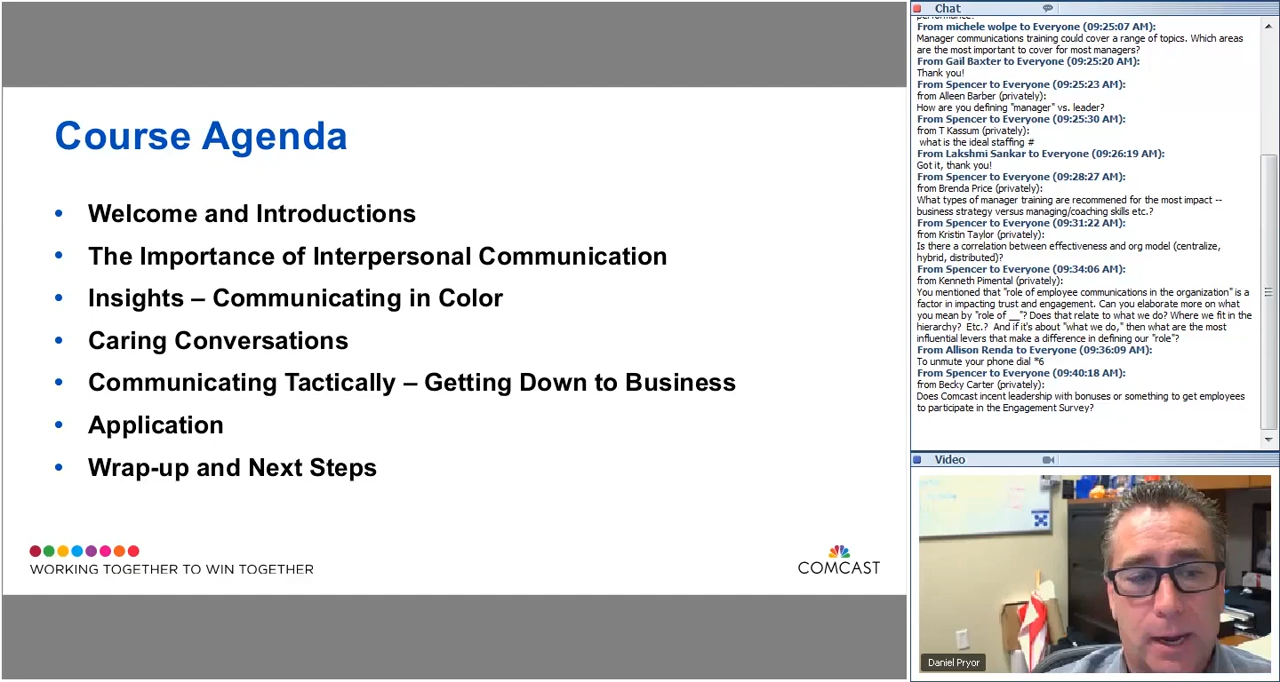 Course Agenda
• Welcome and Introductions
• The Importance of Interpersonal Communication
• Insights – Communicating in Color
• Caring Conversations
• Communicating Tactically – Getting Down to Business
• Application
• Wrap-up and Next Steps
WORKING TOGETHER TO WIN TOGETHER
COMCAST
Chat
From michele wolpe to Everyone (09:25:07 AM):
Manager communications training could cover a range of topics. Which areas
are the most important to cover for most managers?
From Gail Baxter to Everyone (09:25:20 AM):
Thank you!
From Spencer to Everyone (09:25:23 AM):
from Alleen Barber (privately):
How are you defining "manager" vs. leader?
From Spencer to Everyone (09:25:30 AM):
from T Kassum (privately):
what is the ideal staffing #
From Lakshmi Sankar to Everyone (09:26:19 AM):
Got it, thank you!
From Spencer to Everyone (09:28:27 AM):
from Brenda Price (privately):
What types of manager training are recommened for the most impact --
business strategy versus managing/coaching skills etc.?
From Spencer to Everyone (09:31:22 AM):
from Kristin Taylor (privately):
Is there a correlation between effectiveness and org model (centralize,
hybrid, distributed)?
From Spencer to Everyone (09:34:06 AM):
from Kenneth Pimental (privately):
You mentioned that "role of employee communications in the organization" is a
factor in impacting trust and engagement. Can you elaborate more on what
you mean by "role of __"? Does that relate to what we do? Where we fit in the
hierarchy? Etc.? And if it's about "what we do," then what are the most
influential levers that make a difference in defining our "role"?
From Allison Renda to Everyone (09:36:09 AM):
To unmute your phone dial *6
From Spencer to Everyone (09:40:18 AM):
from Becky Carter (privately):
Does Comcast incent leadership with bonuses or something to get employees
to participate in the Engagement Survey?
Video
Daniel Pryor